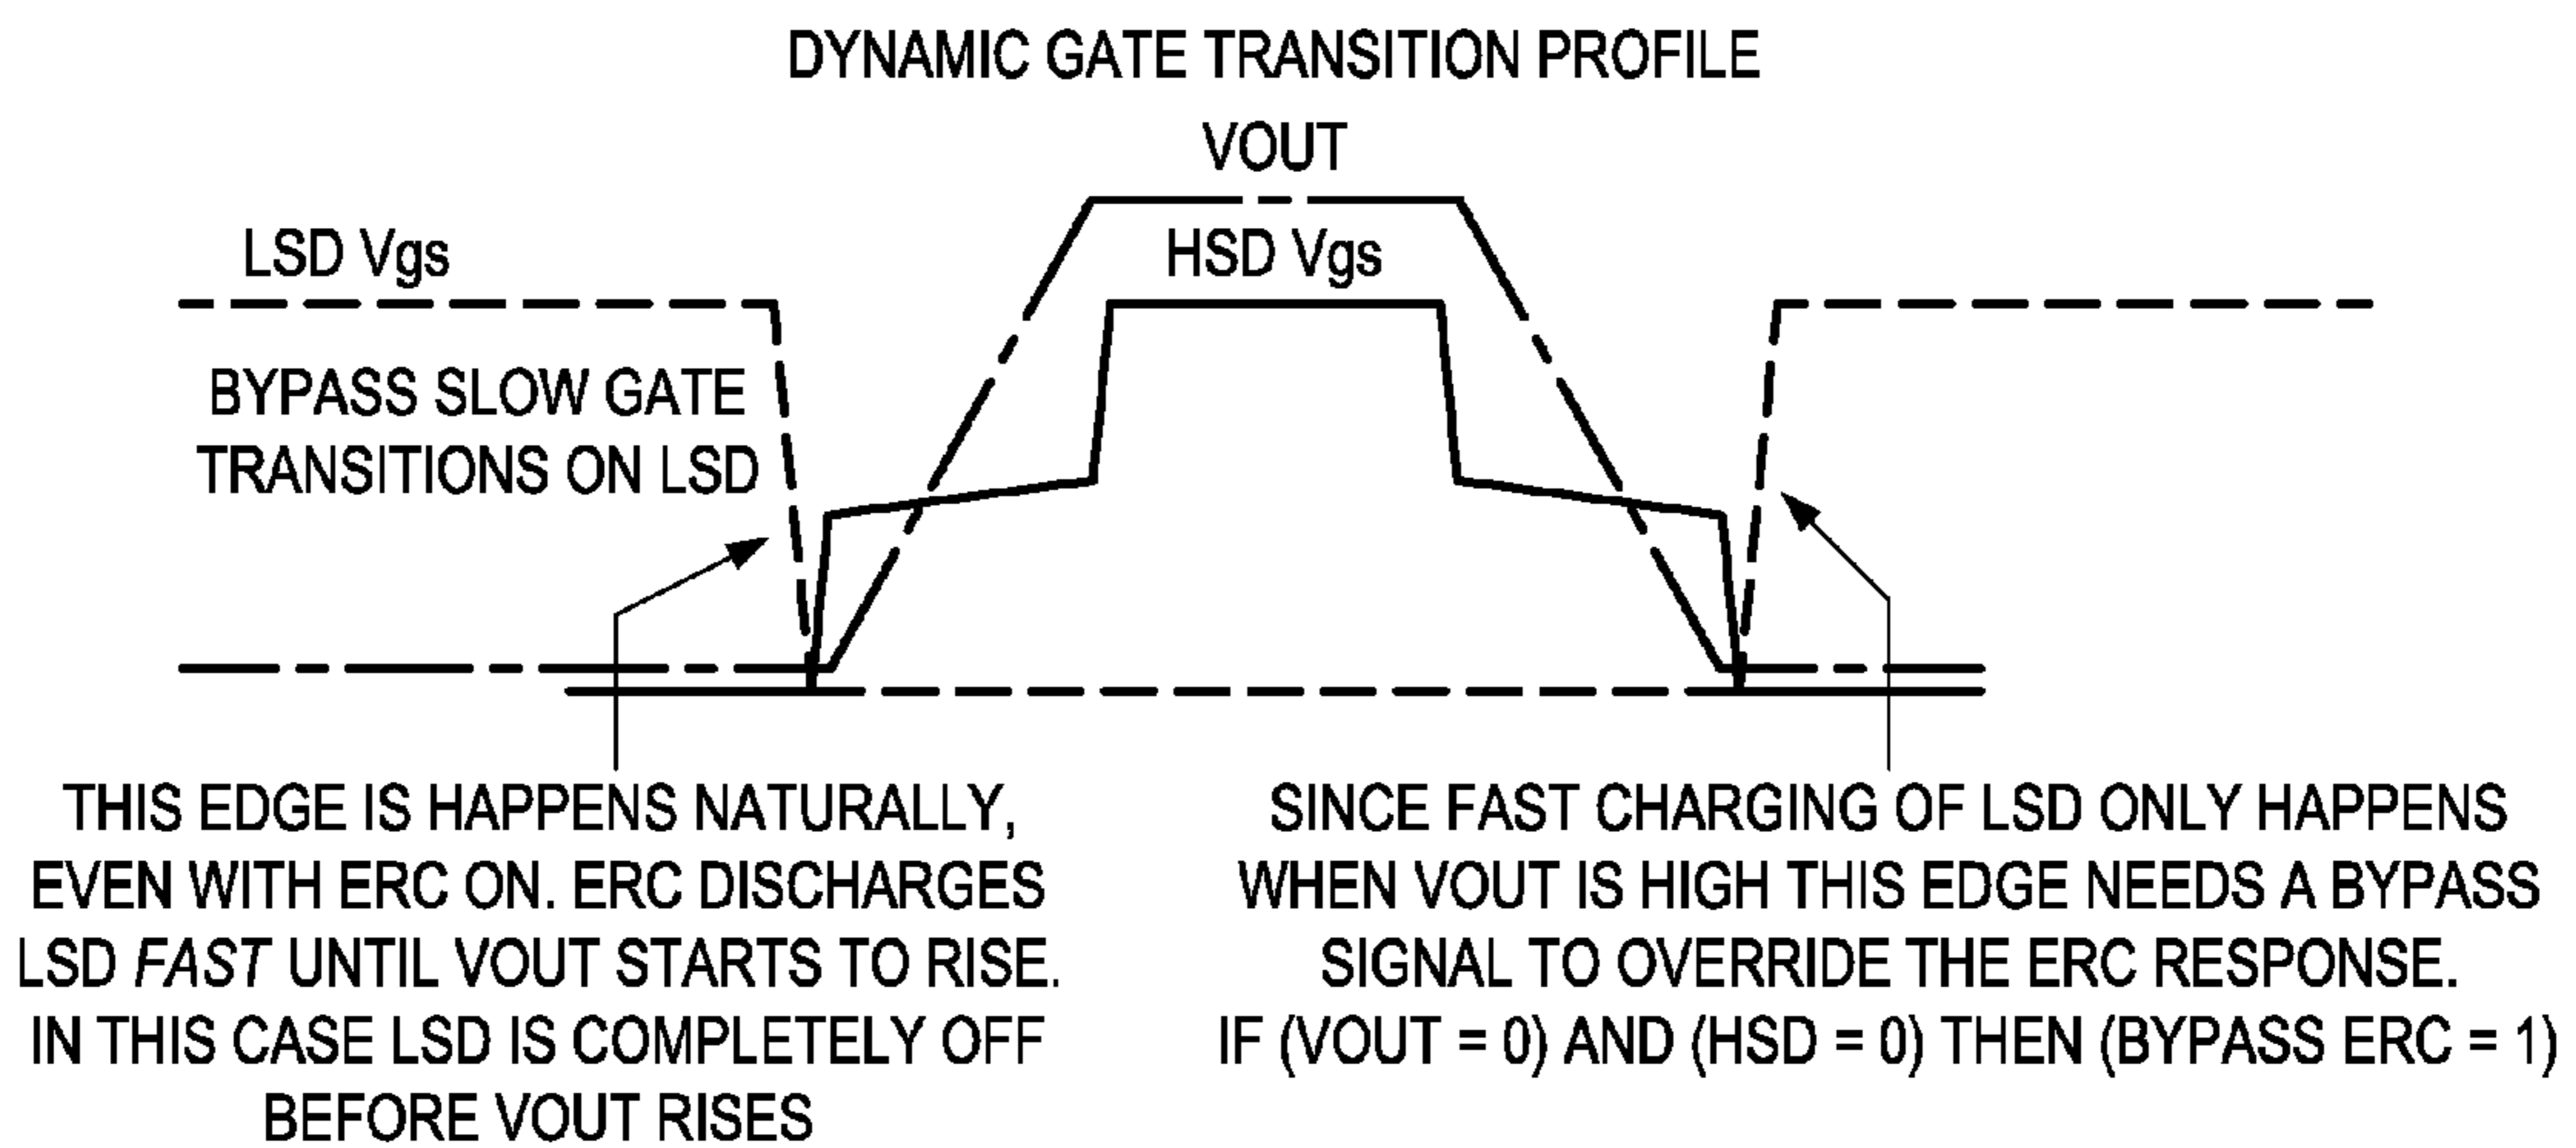 DYNAMIC GATE TRANSITION PROFILE
VOUT
LSD Vgs
HSD Vgs
BYPASS SLOW GATE
TRANSITIONS ON LSD
THIS EDGE IS HAPPENS NATURALLY,
EVEN WITH ERC ON. ERC DISCHARGES
LSD FAST UNTIL VOUT STARTS TO RISE.
IN THIS CASE LSD IS COMPLETELY OFF
BEFORE VOUT RISES
SINCE FAST CHARGING OF LSD ONLY HAPPENS
WHEN VOUT IS HIGH THIS EDGE NEEDS A BYPASS
SIGNAL TO OVERRIDE THE ERC RESPONSE.
IF (VOUT = 0) AND (HSD = 0) THEN (BYPASS ERC = 1)